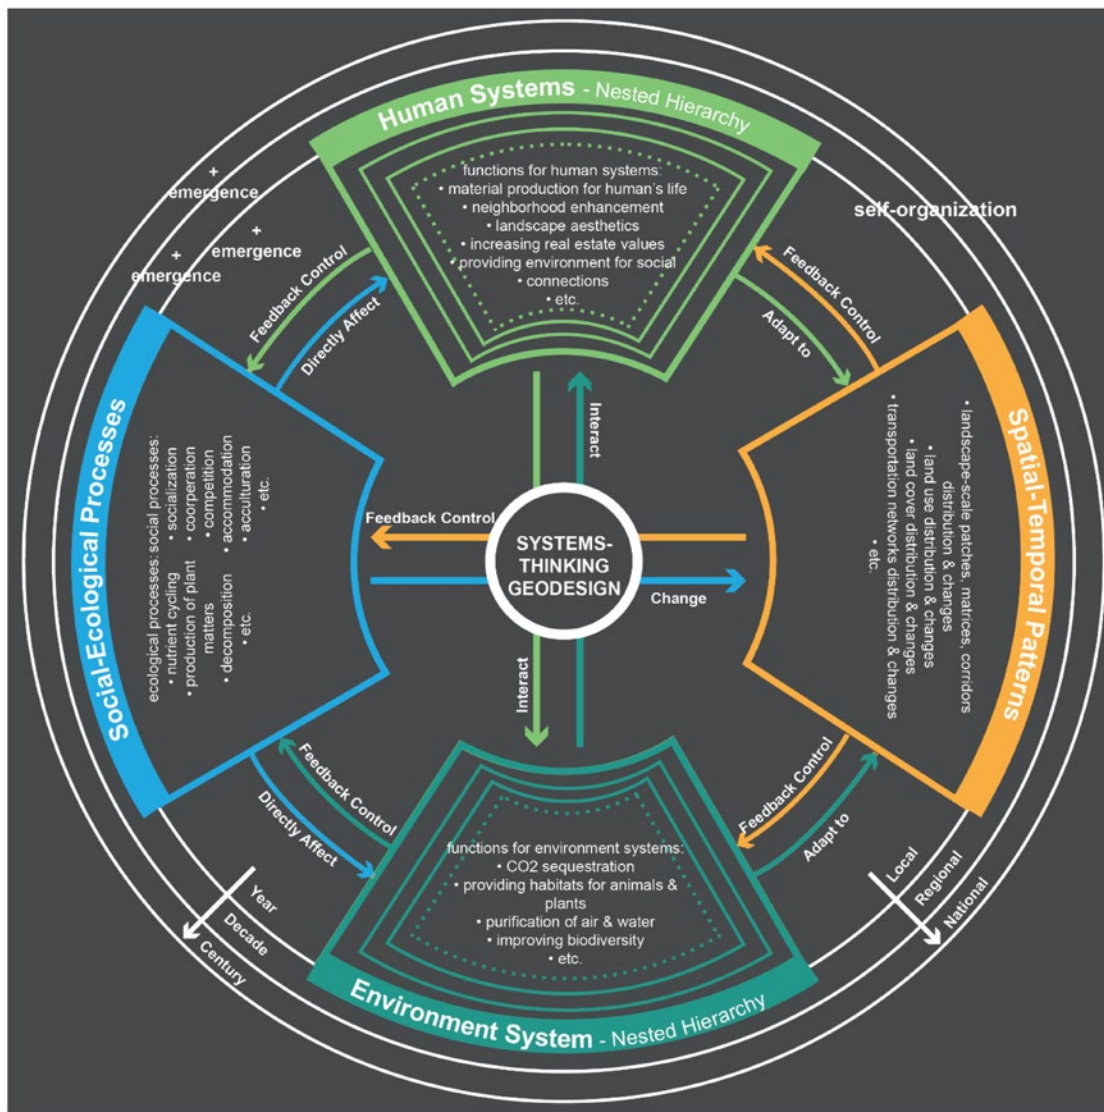 Human Systems - Nested Hierarchy
functions for human systems:
• material production for human's life
• neighborhood enhancement
• landscape aesthetics
• increasing real estate values
• providing environment for social
• connections
• etc.
+
emergence
+
emergence
+
emergence
self-organization
Feedback Control
Directly Affect
Feedback Control
Adapt to
Social-Ecological Processes
ecological processes:
• nutrient cycling
• production of plant
matters
• decomposition
• etc.
social processes:
• socialization
• cooperation
• competition
• accommodation
• acculturation
• etc.
Interact
Feedback Control
SYSTEMS-
THINKING
GEODESIGN
Change
Interact
Spatial-Temporal Patterns
• landscape-scale patches, matrices, corridors
distribution & changes
• land use distribution & changes
• land cover distribution & changes
• transportation networks distribution & changes
• etc.
Feedback Control
Directly Affect
Feedback Control
Adapt to
functions for environment systems:
• CO2 sequestration
• providing habitats for animals &
plants
• purification of air & water
• improving biodiversity
• etc.
Environment System - Nested Hierarchy
Year
Decade
Century
Local
Regional
National